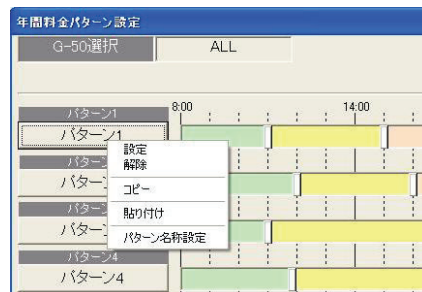 年間料金パターン設定
G-50選択 ALL
パターン1 8:00 14:00
パターン1
設定
解除
コピー
貼り付け
パターン名称設定
パターン4
パターン4